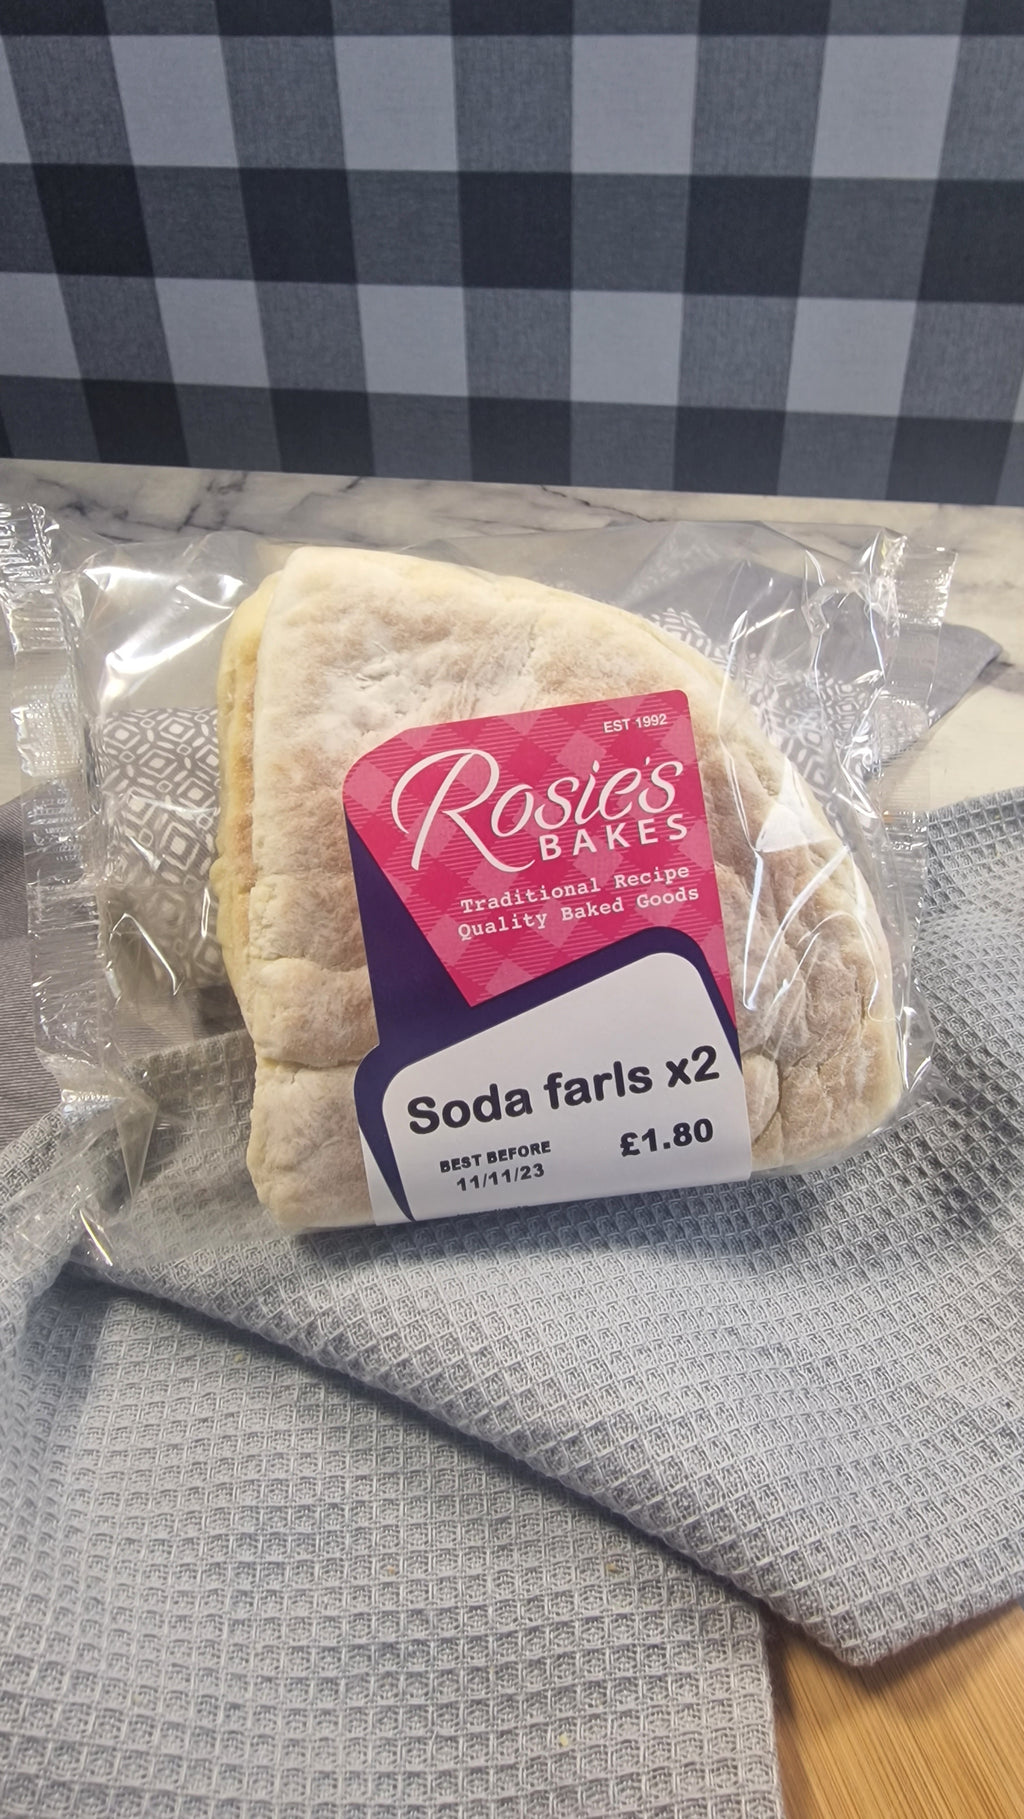 EST 1992
Rosie's
BAKES
Traditional Recipe
Quality Baked Goods
Soda farls x2
BEST BEFORE
11/11/23
£1.80